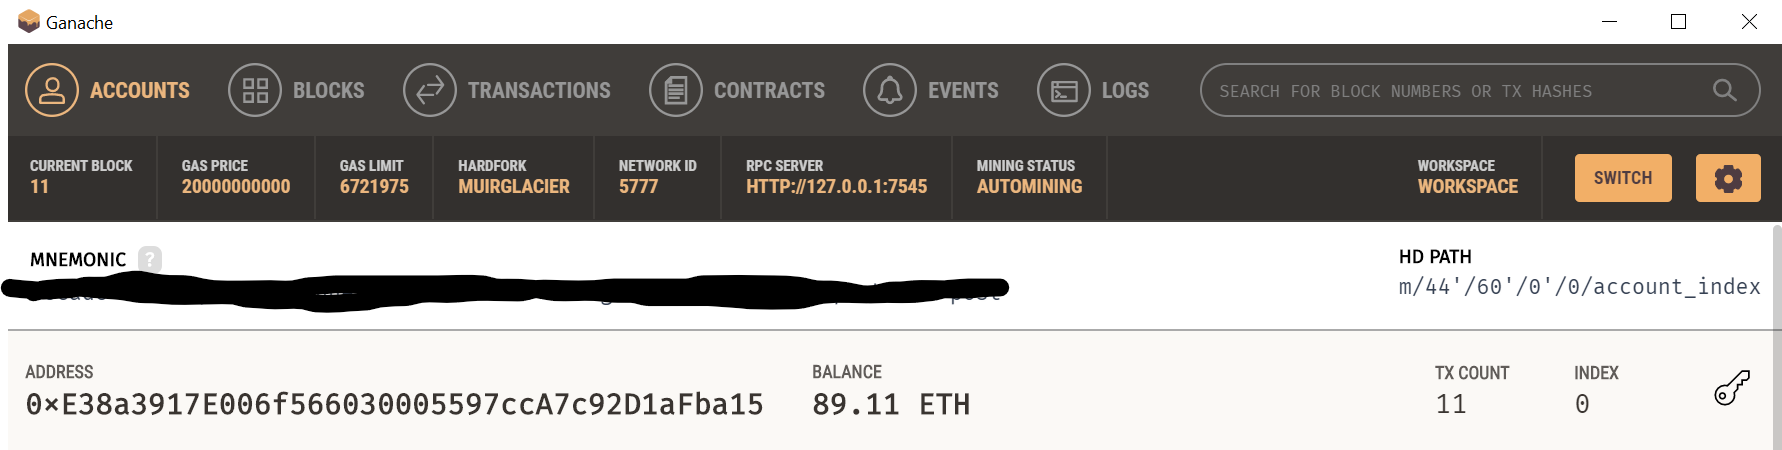 Ganache
ACCOUNTS BLOCKS TRANSACTIONS CONTRACTS EVENTS LOGS SEARCH FOR BLOCK NUMBERS OR TX HASHES
CURRENT BLOCK GAS PRICE GAS LIMIT HARDFORK NETWORK ID RPC SERVER MINING STATUS WORKSPACE
11 20000000000 6721975 MUIRGLACIER 5777 HTTP://127.0.0.1:7545 AUTOMINING WORKSPACE SWITCH
MNEMONIC ? HD PATH
m/44'/60'/0'/0/account_index
ADDRESS BALANCE TX COUNT INDEX
0×E38a3917E006f566030005597ccA7c92D1aFba15 89.11 ETH 11 0